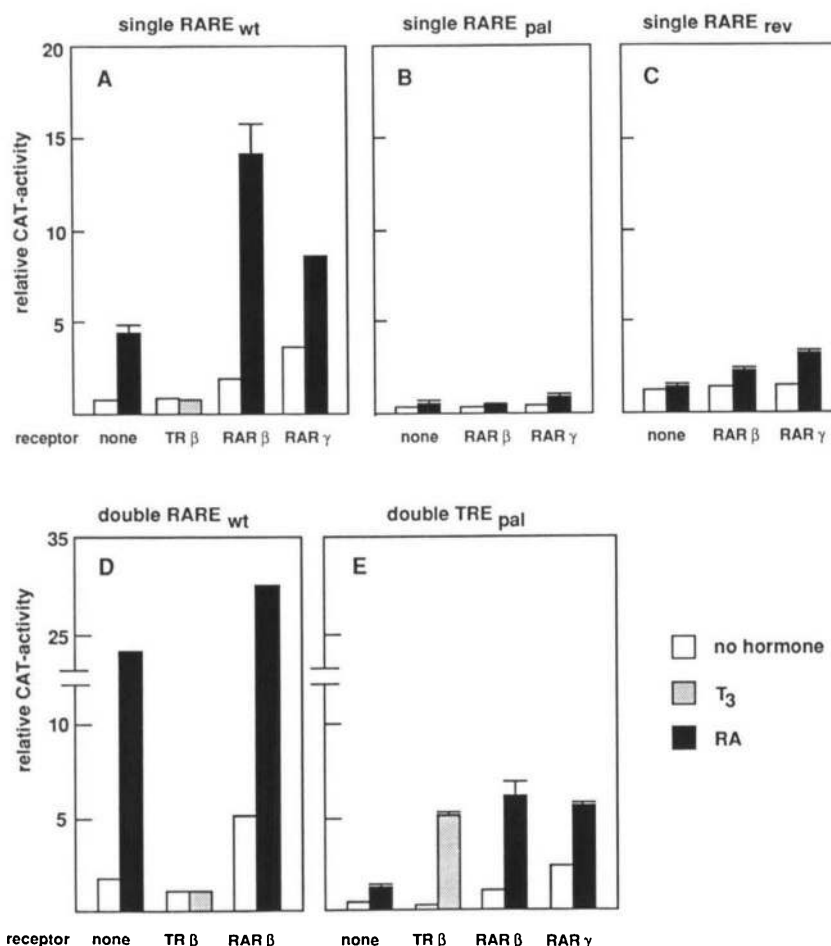 single RARE wt
single RARE pal
single RARE rev
A
B
C
20
15
10
5
relative CAT-activity
receptor none TR β RAR β RAR γ
none RAR β RAR γ
none RAR β RAR γ
double RARE wt
double TRE pal
D
E
35
25
10
5
relative CAT-activity
no hormone
T3
RA
receptor none TR β RAR β
none TR β RAR β RAR γ